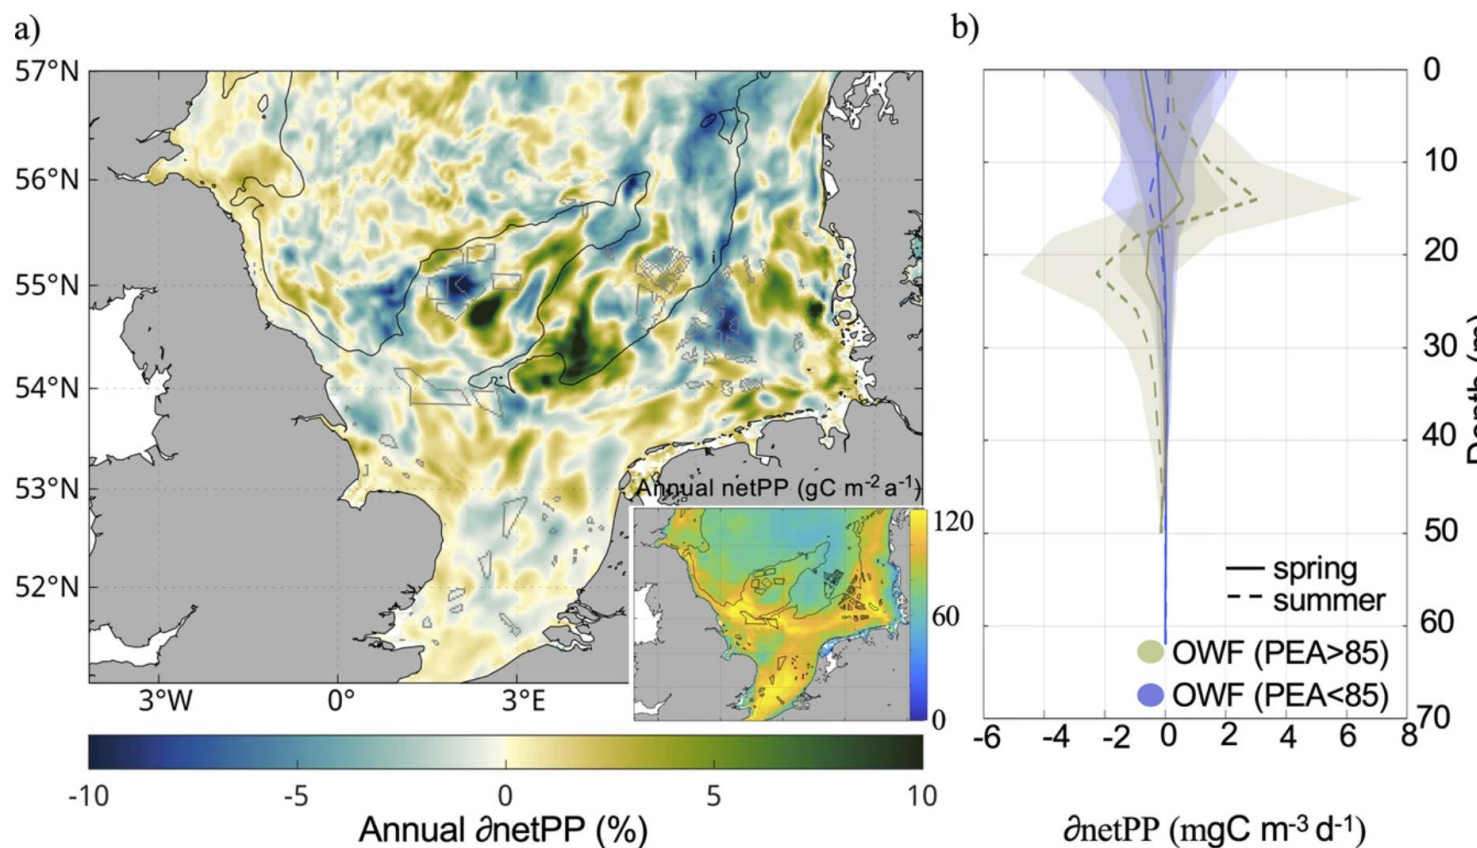 a)
57°N
56°N
55°N
54°N
53°N
52°N
3°W
0°
3°E
Annual netPP (gC m-2 a-1)
120
60
0
-10
-5
0
5
10
Annual ∂netPP (%)
b)
0
10
20
30
40
50
60
70
Depth (m)
spring
summer
OWF (PEA>85)
OWF (PEA<85)
-6
-4
-2
0
2
4
6
8
∂netPP (mgC m-3 d-1)